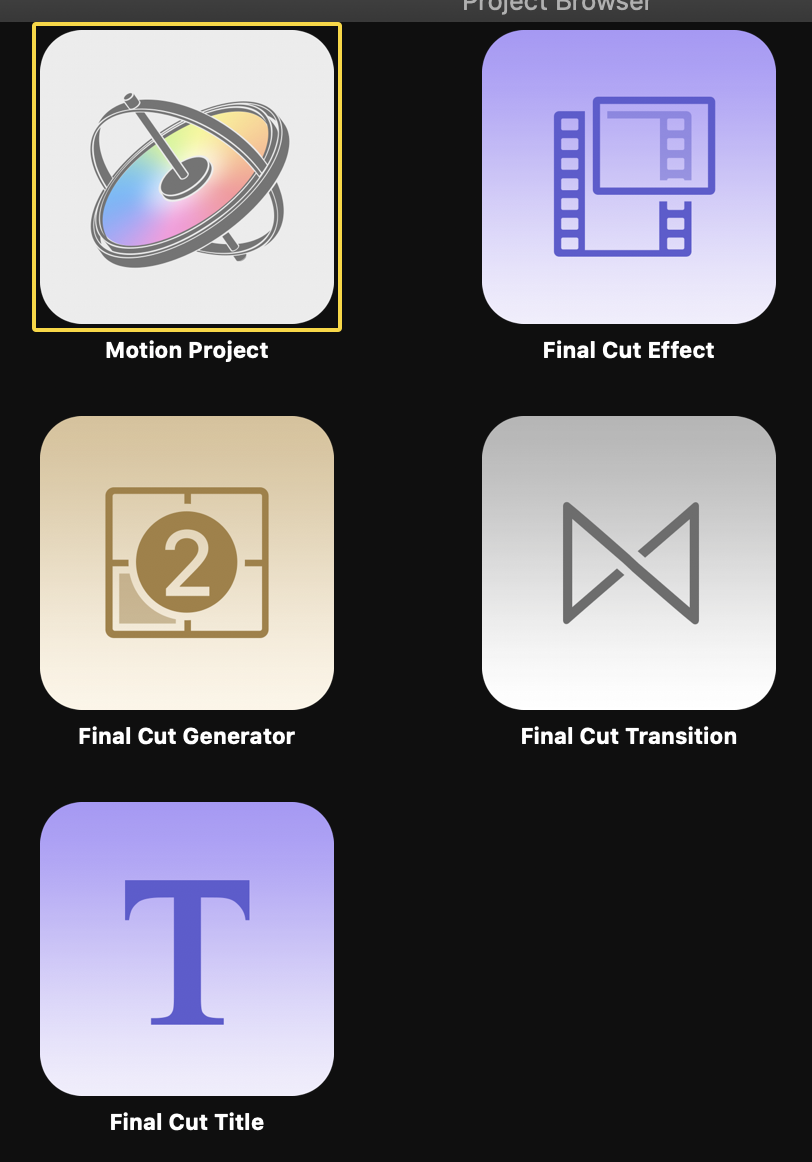 Project Browser
Motion Project
Final Cut Effect
2
Final Cut Generator
Final Cut Transition
T
Final Cut Title